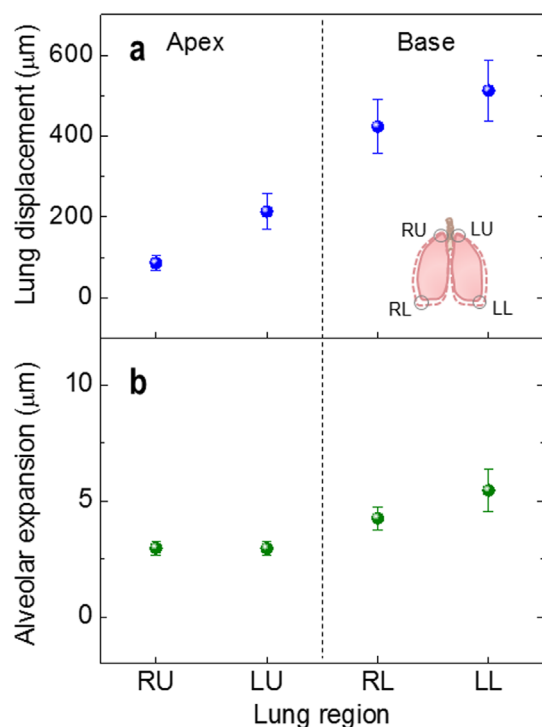 a
Apex
Base
Lung displacement (μm)
600
400
200
0
RU
LU
RL
LL
b
Alveolar expansion (μm)
10
5
0
RU
LU
RL
LL
Lung region